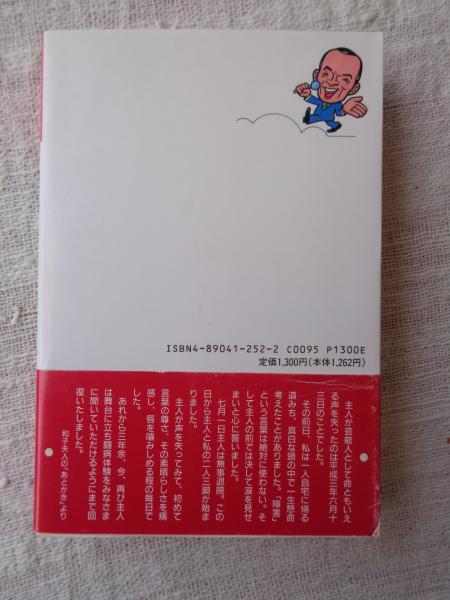 ISBN4-89041-252-2 C0095 P1300E
定価1,300円(本体1,262円)
主人が芸能人として命ともいえ
る声を失ったのは平成三年六月十
三日のことでした。
その前日、私は一人自宅に帰る
道みち、真白な頭の中で一生懸命
考えたことがありました。「障害」
という言葉は絶対に使わない。そ
して主人の前では決して涙を見せ
まいと心に誓いました。
七月一日主人は無事退院。この
日から主人と私の二人三脚が始ま
りました。
主人が声を失ってみて、初めて
言葉の尊さ、その素晴らしさを痛
感し、唇を噛みしめる程の毎日で
した。
あれから三年余、今、再び主人
は舞台に立ち闘病体験をみなさま
に聞いていただけるようにまで回
復いたしました。
和子夫人の、「あとがき」より